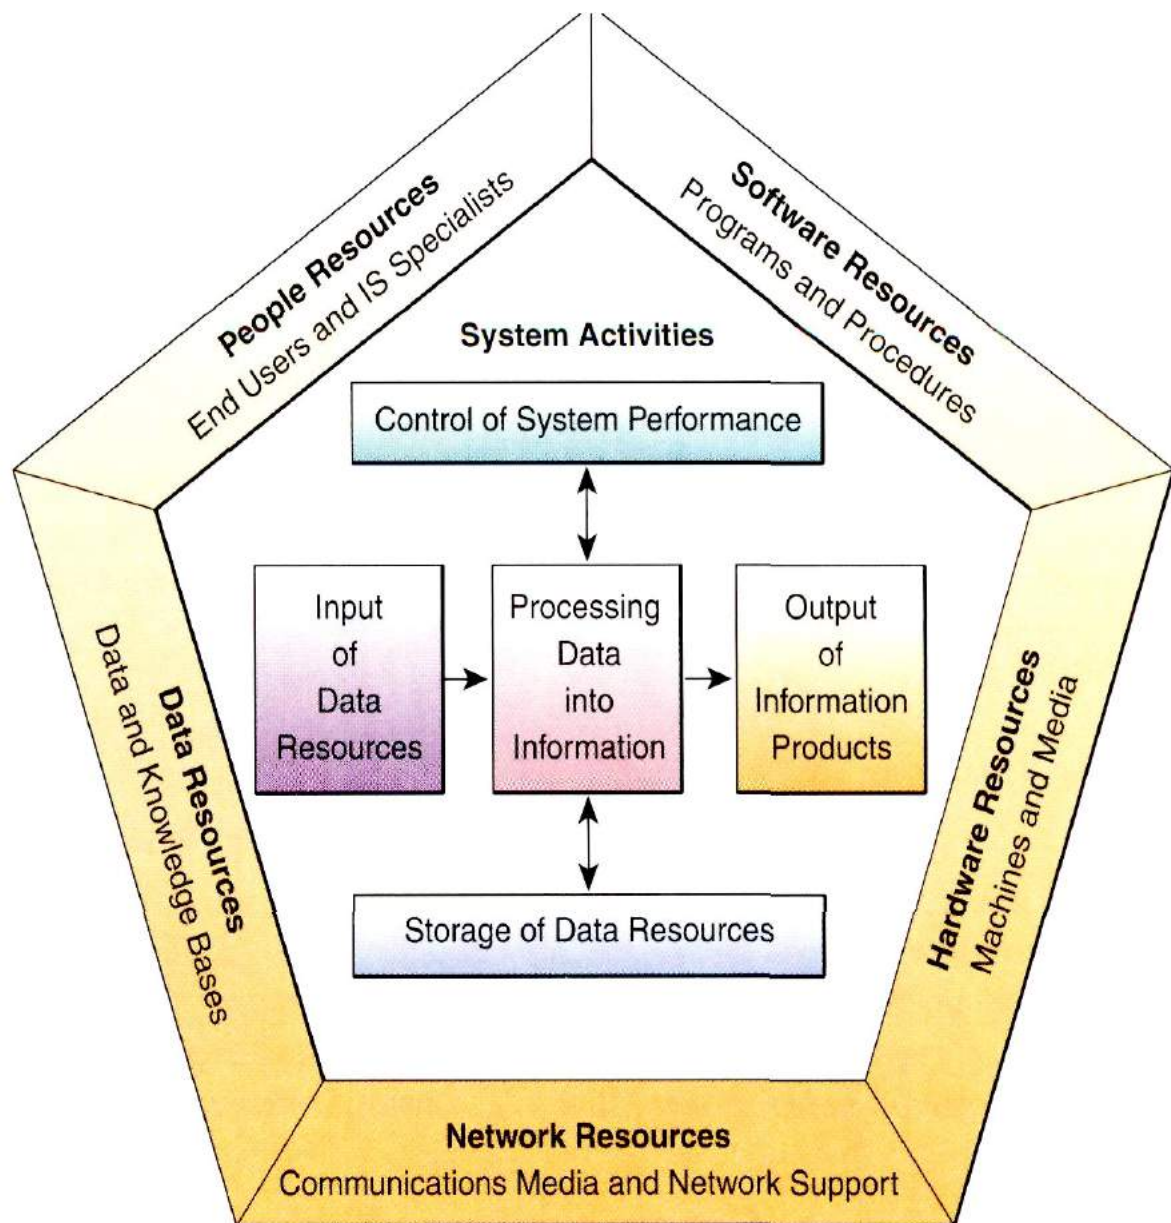 People Resources
End Users and IS Specialists
Software Resources
Programs and Procedures
System Activities
Control of System Performance
Input
of
Data
Resources
Processing
Data
into
Information
Output
of
Information
Products
Storage of Data Resources
Data Resources
Data and Knowledge Bases
Hardware Resources
Machines and Media
Network Resources
Communications Media and Network Support